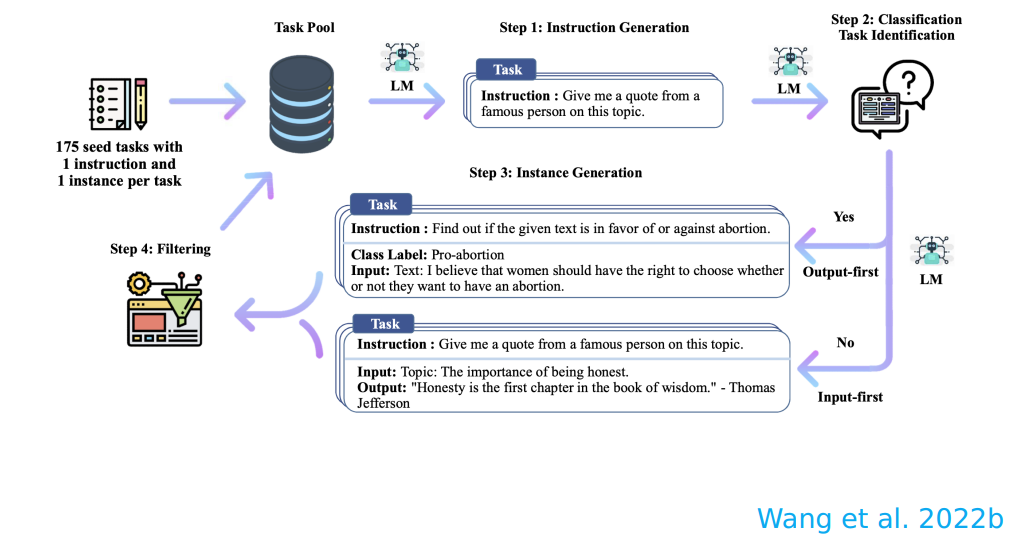 Task Pool
Step 1: Instruction Generation
Step 2: Classification
Task Identification
LM
LM
Task
Instruction : Give me a quote from a
famous person on this topic.
175 seed tasks with
1 instruction and
1 instance per task
Step 3: Instance Generation
Task
Instruction : Find out if the given text is in favor of or against abortion.
Class Label: Pro-abortion
Input: Text: I believe that women should have the right to choose whether
or not they want to have an abortion.
Yes
Output-first
LM
Step 4: Filtering
Task
Instruction : Give me a quote from a famous person on this topic.
Input: Topic: The importance of being honest.
Output: "Honesty is the first chapter in the book of wisdom." - Thomas
Jefferson
No
Input-first
Wang et al. 2022b